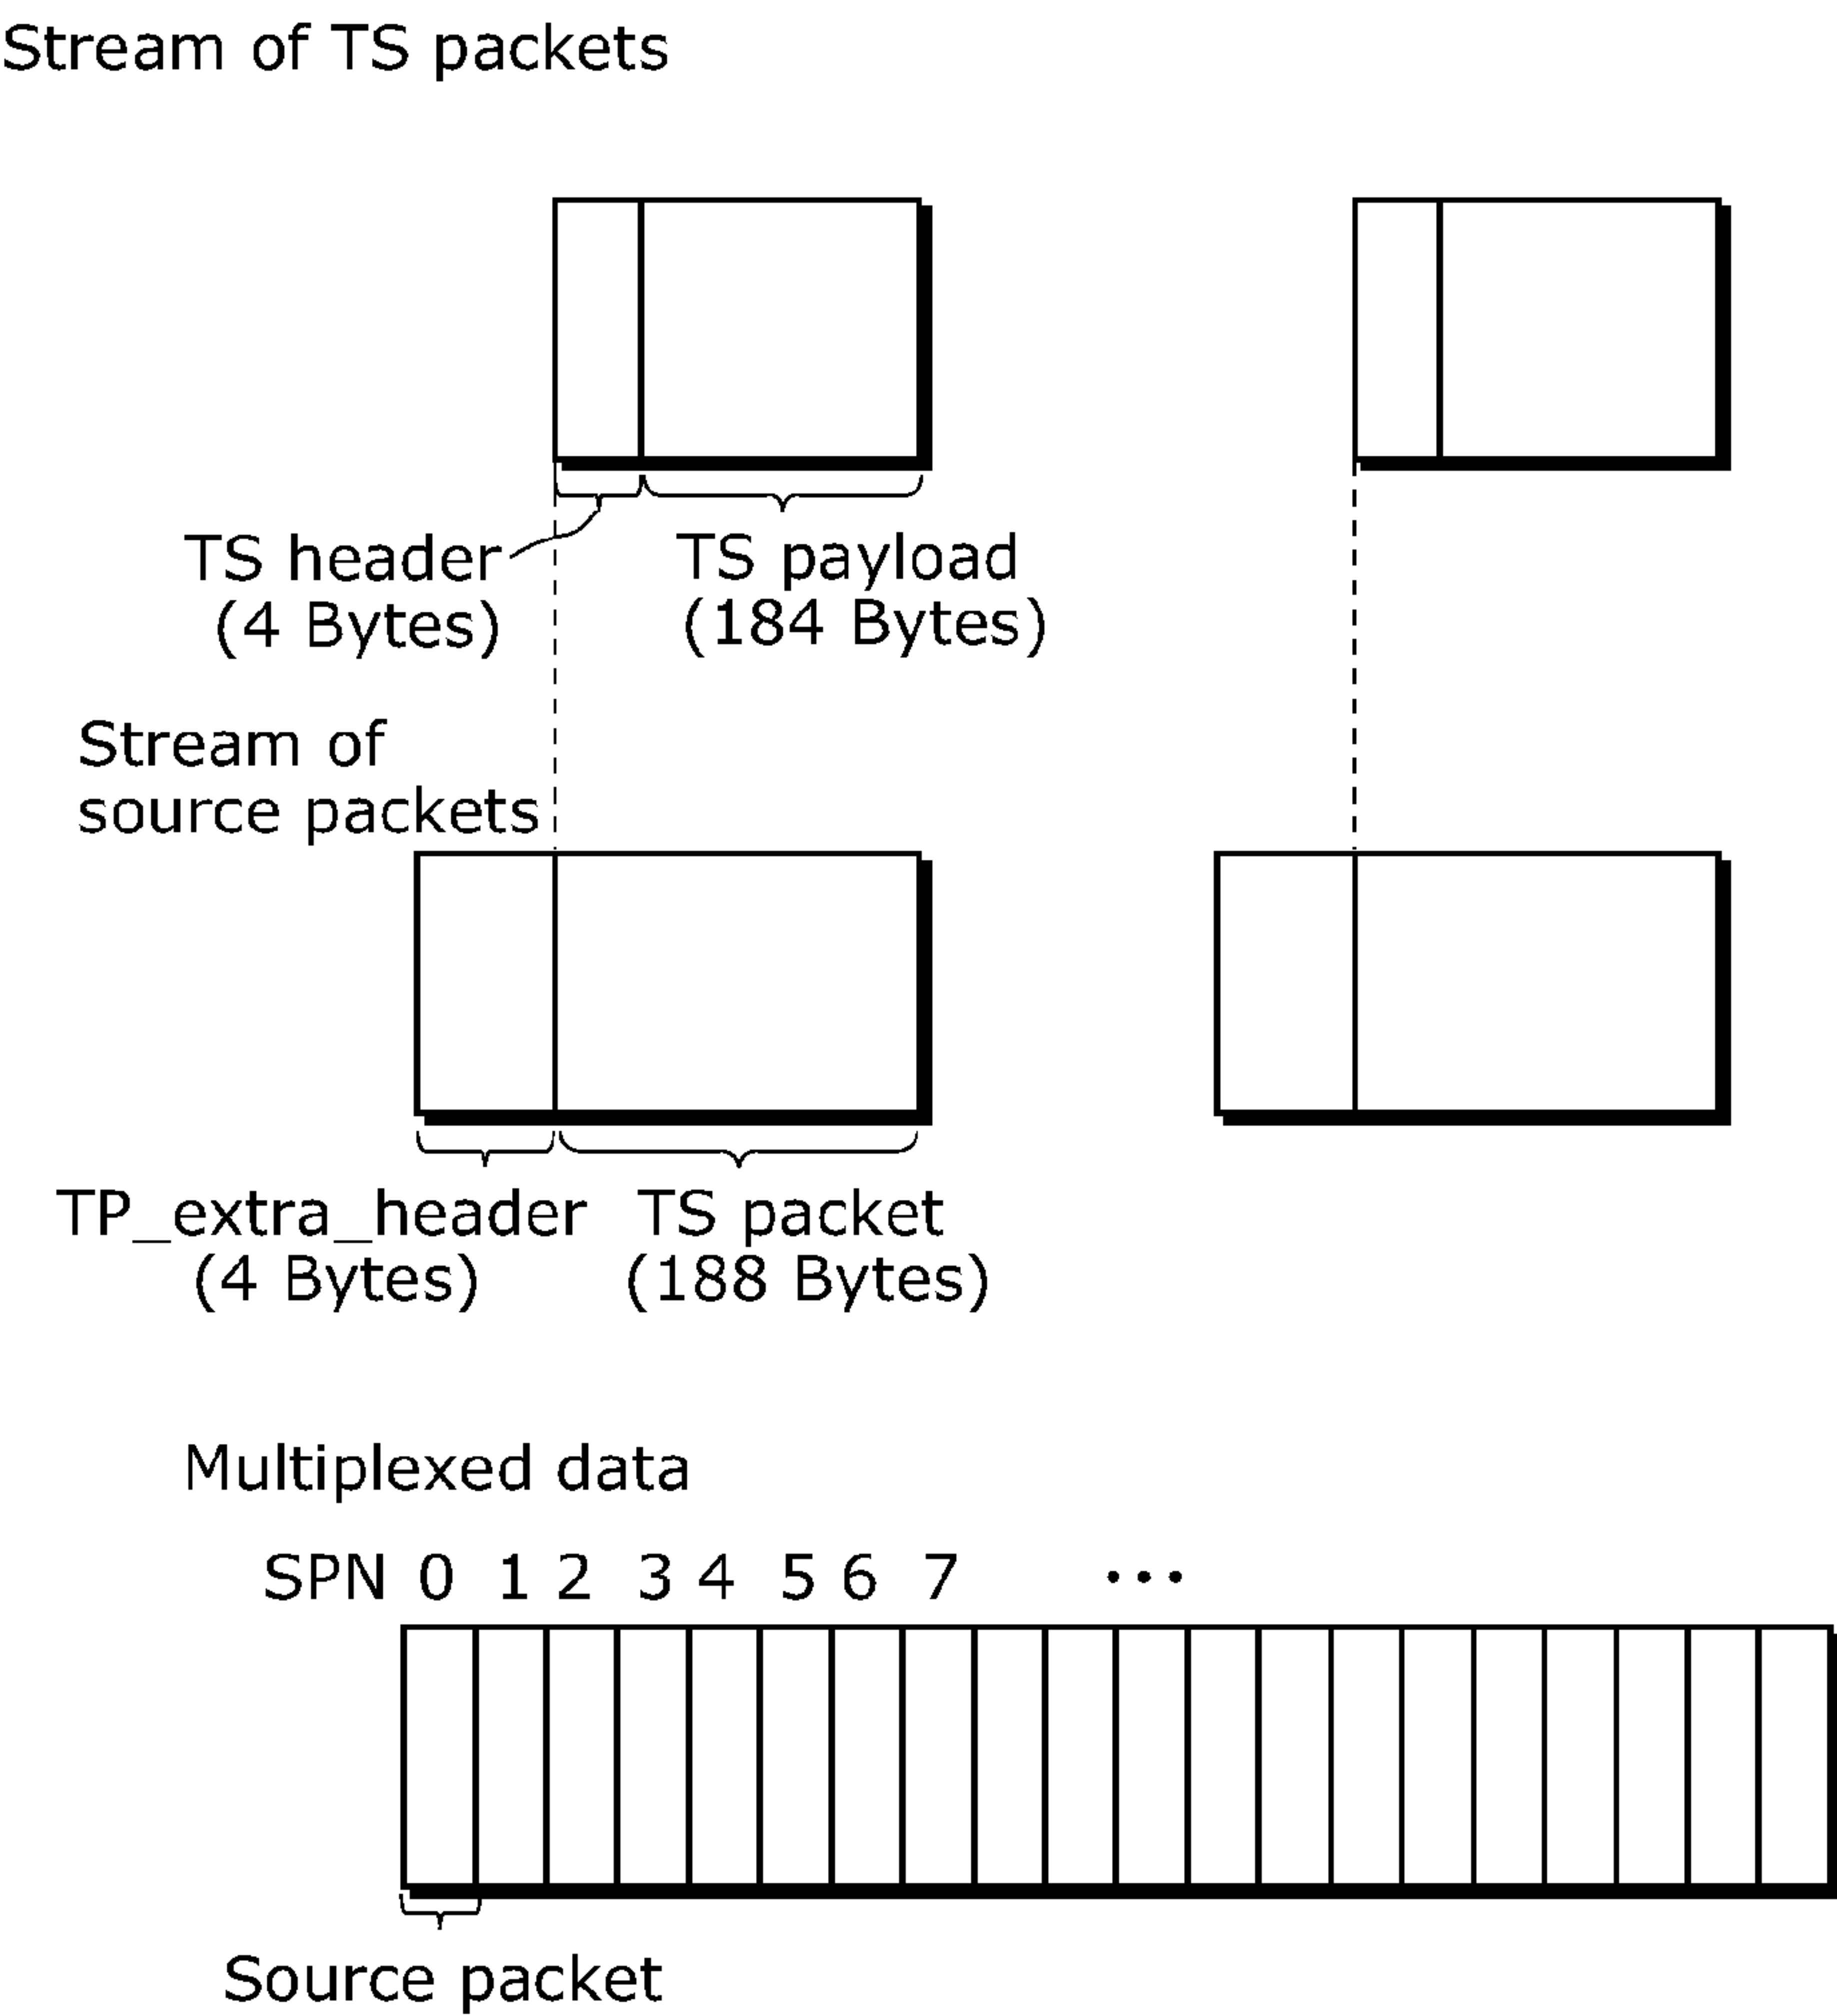 Stream of TS packets
TS header
(4 Bytes)
TS payload
(184 Bytes)
Stream of
source packets
TP_extra_header
(4 Bytes)
TS packet
(188 Bytes)
Multiplexed data
SPN 0 1 2 3 4 5 6 7 •••
Source packet